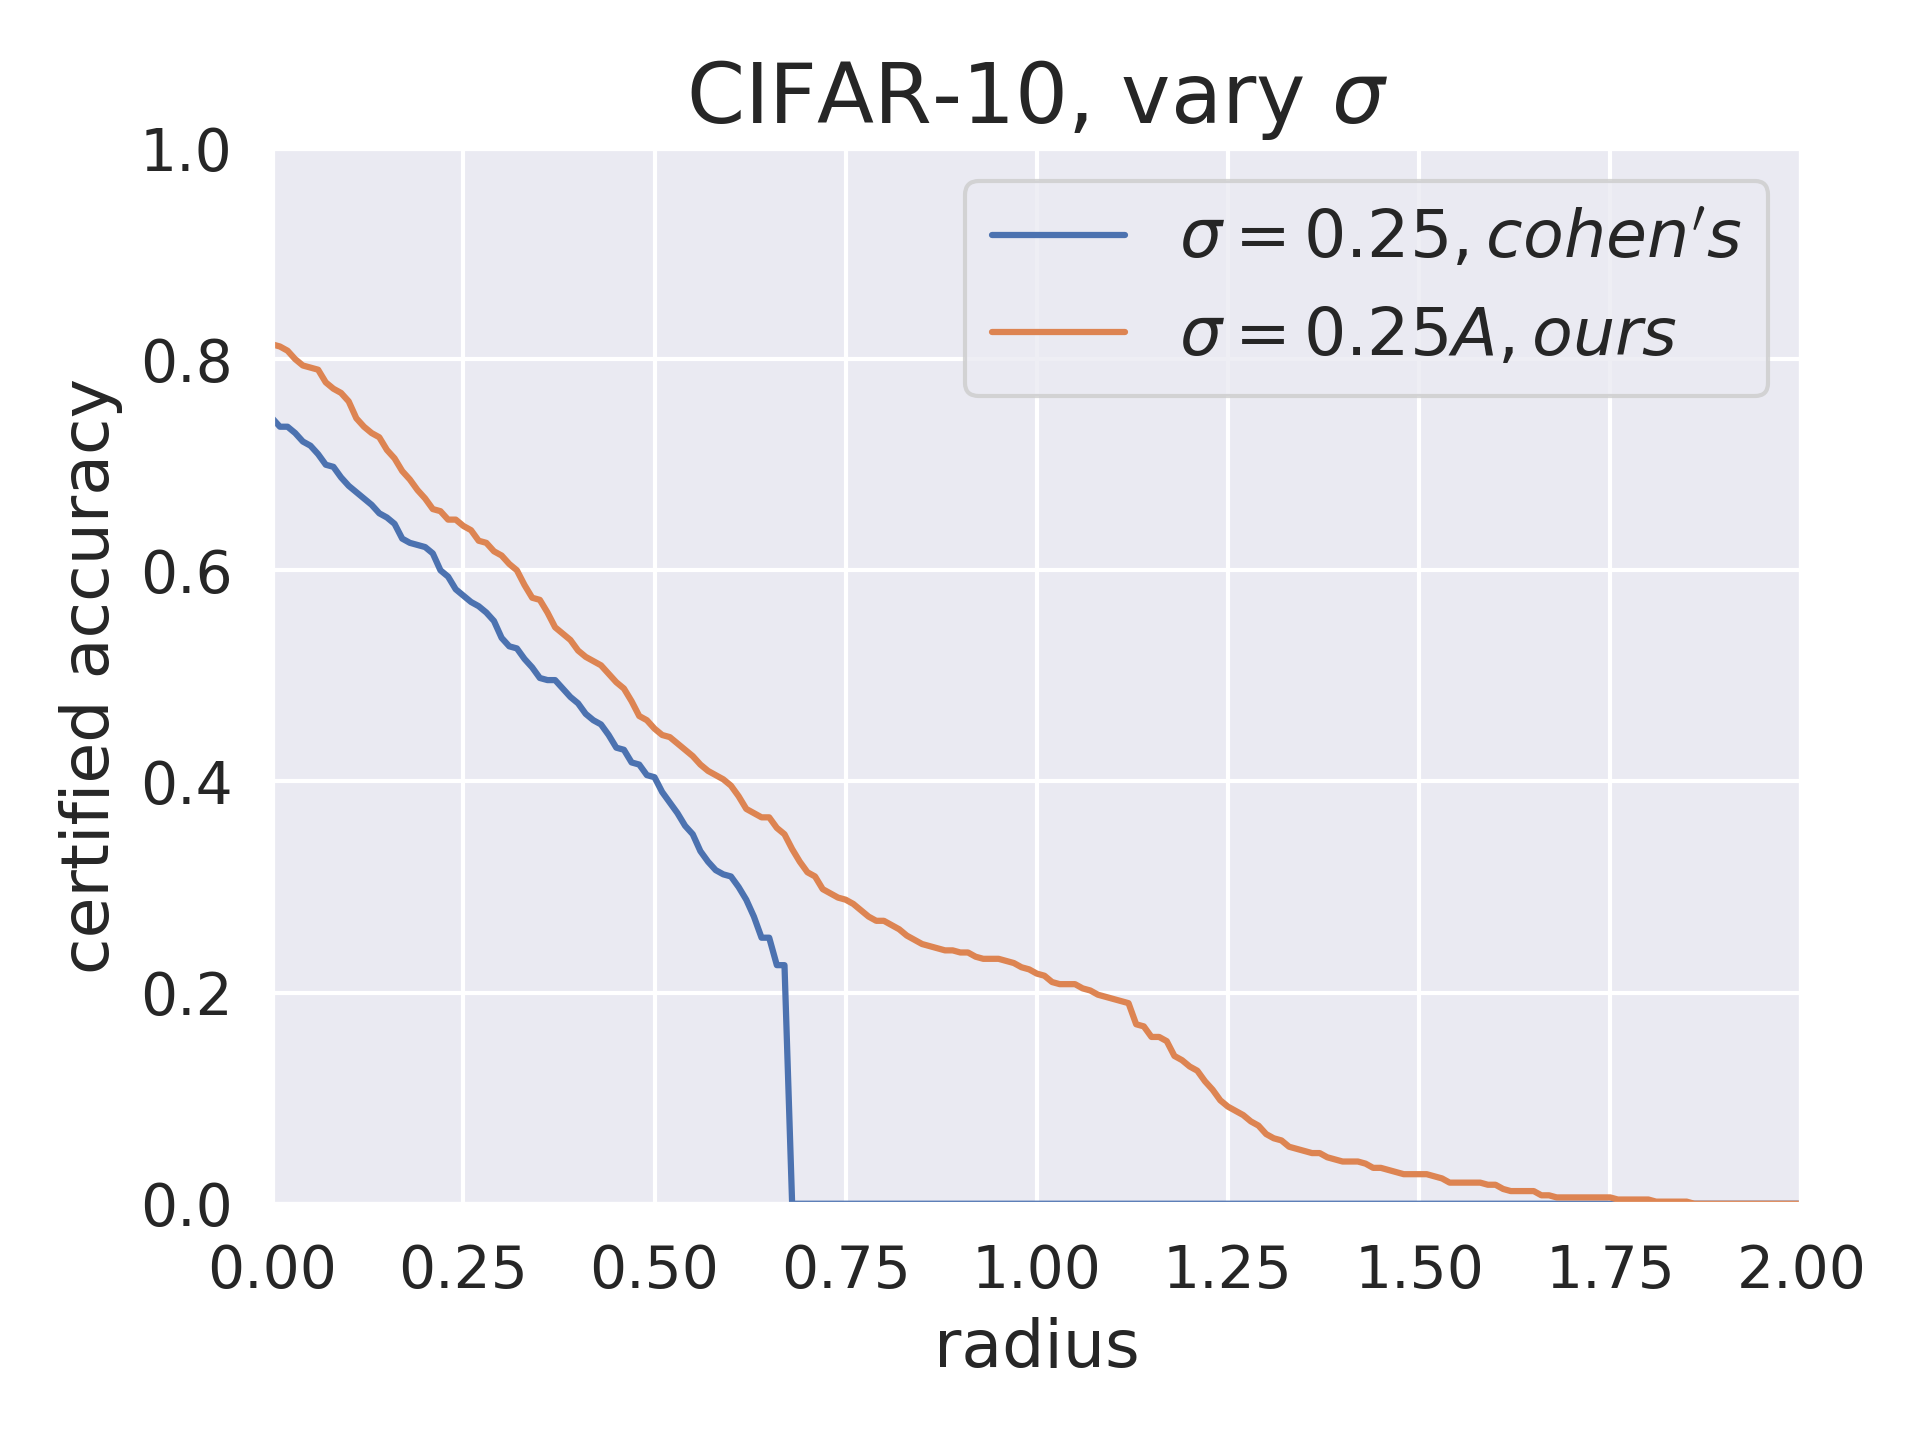 CIFAR-10, vary σ
σ = 0.25, cohen's
σ = 0.25A, ours
certified accuracy
1.0
0.8
0.6
0.4
0.2
0.0
0.00 0.25 0.50 0.75 1.00 1.25 1.50 1.75 2.00
radius